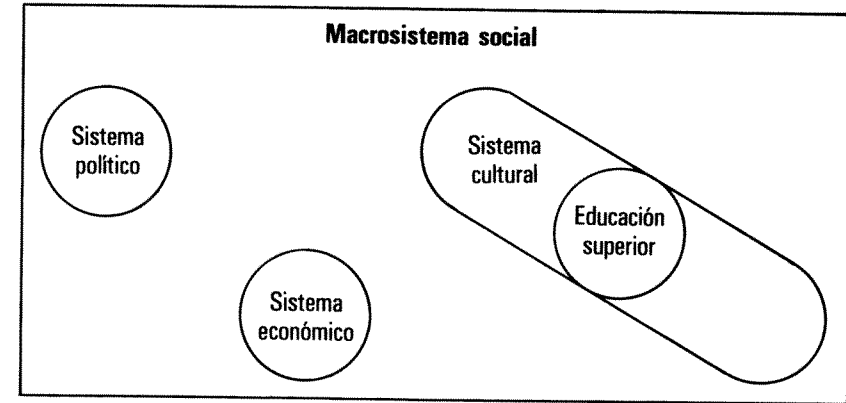 Macrosistema social
Sistema
político
Sistema
cultural
Educación
superior
Sistema
económico